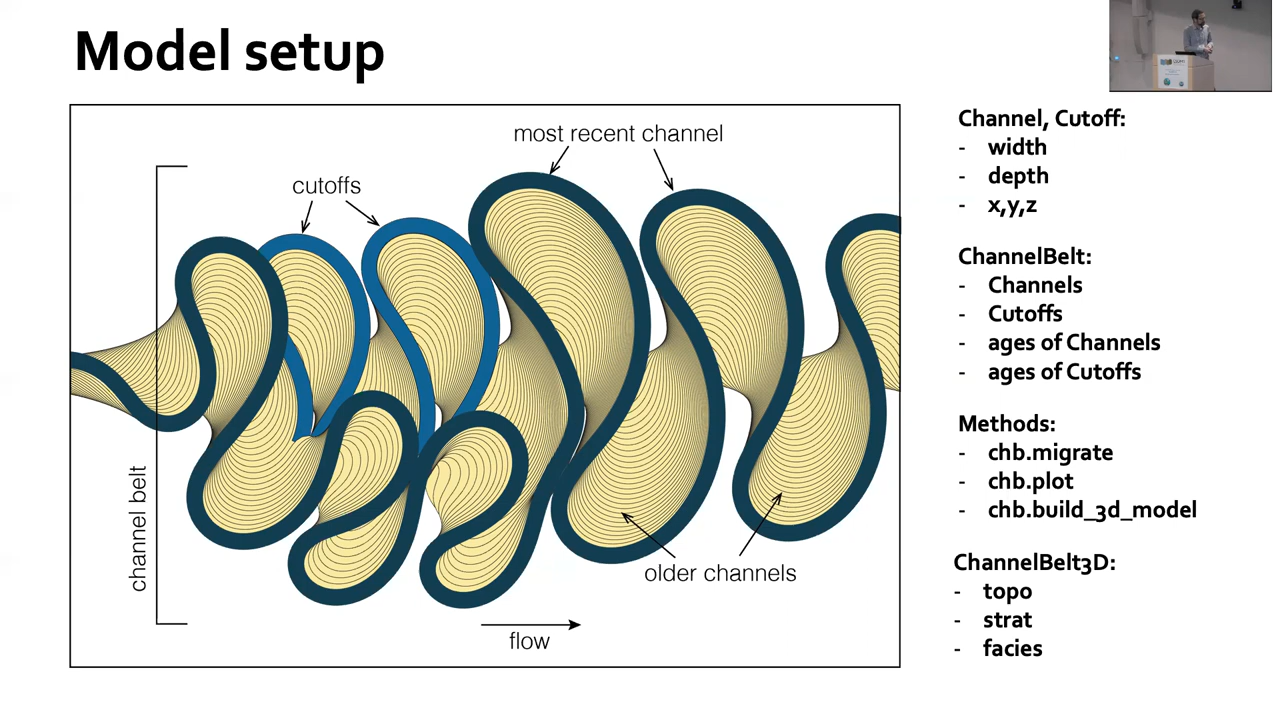 Model setup
most recent channel
cutoffs
channel belt
older channels
flow
Channel, Cutoff:
- width
- depth
- x,y,z
ChannelBelt:
- Channels
- Cutoffs
- ages of Channels
- ages of Cutoffs
Methods:
- chb.migrate
- chb.plot
- chb.build_3d_model
ChannelBelt3D:
- topo
- strat
- facies